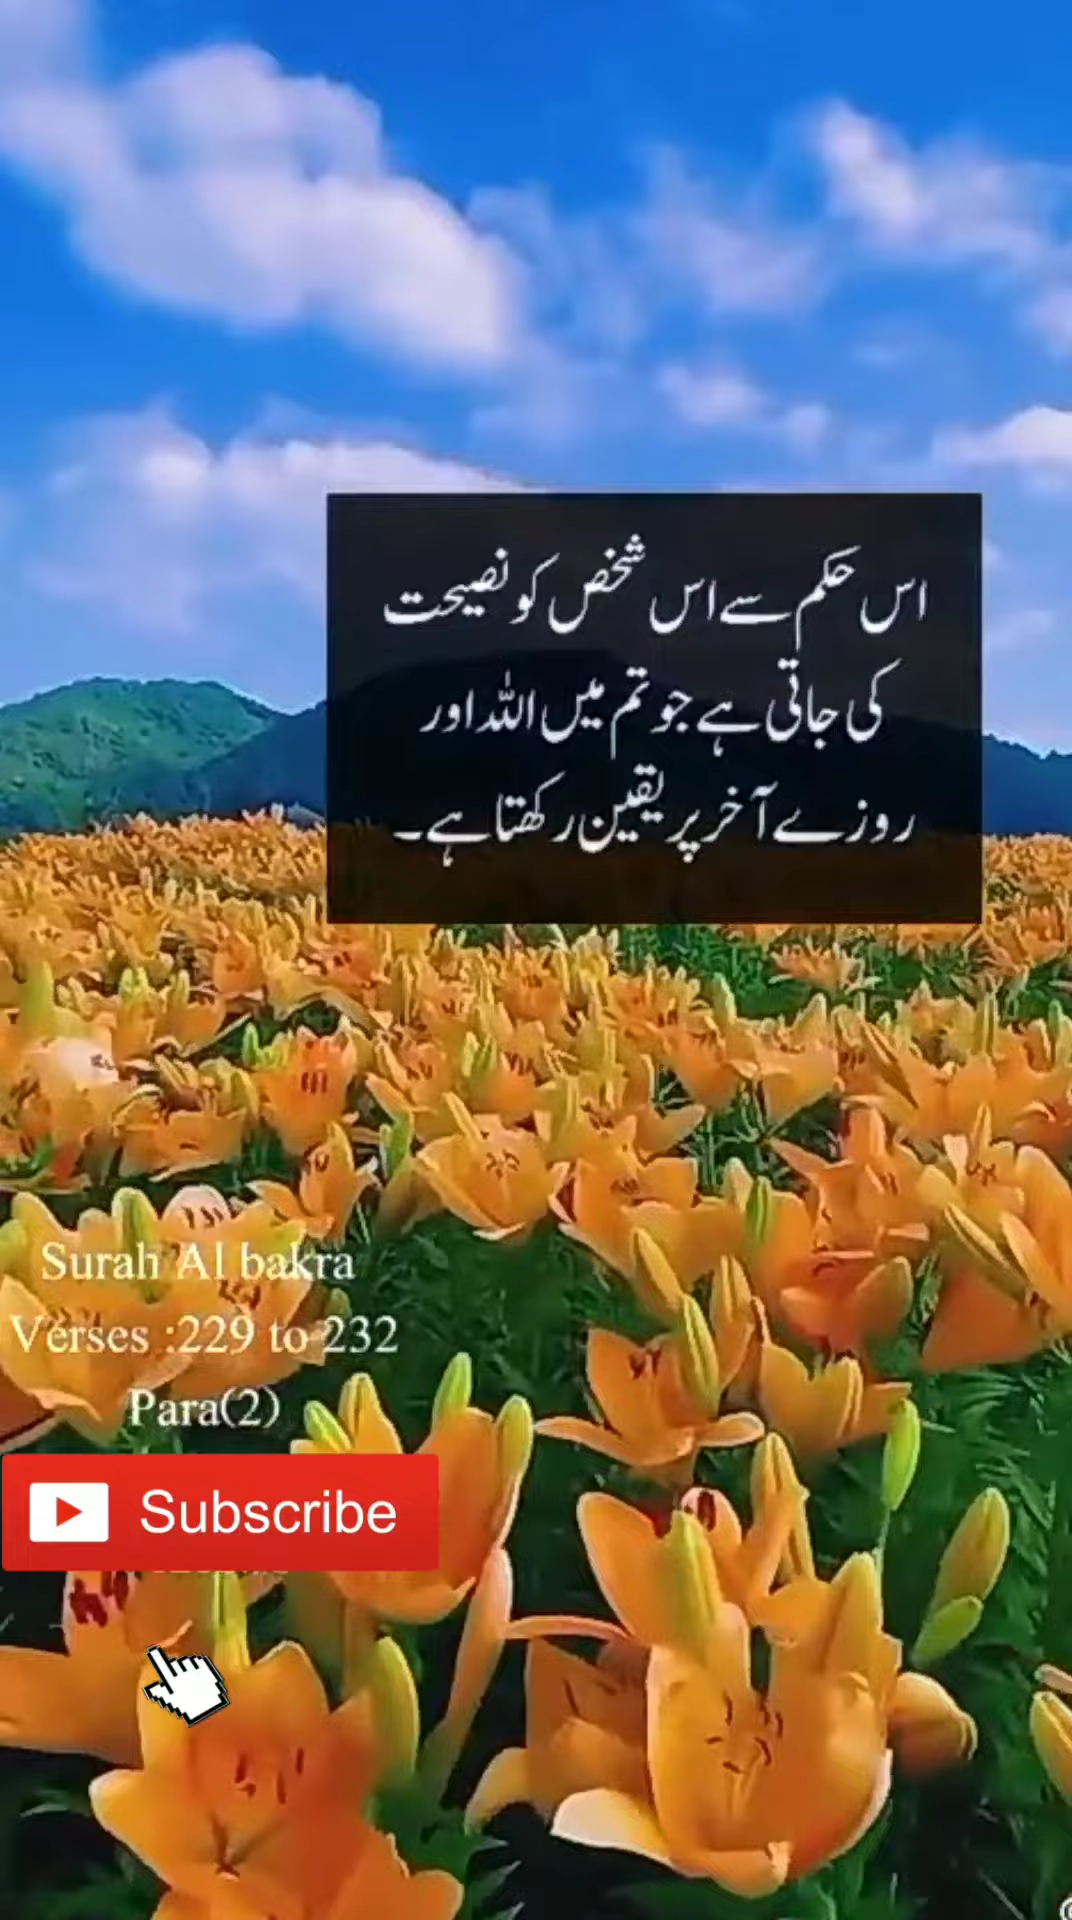 اس حکم سے اس شخص کو نصیحت
کی جاتی ہے جو تم میں اللہ اور
روزے آخر پر یقین رکھتا ہے۔
Surah Al bakra
Verses :229 to 232
Para(2)
Subscribe